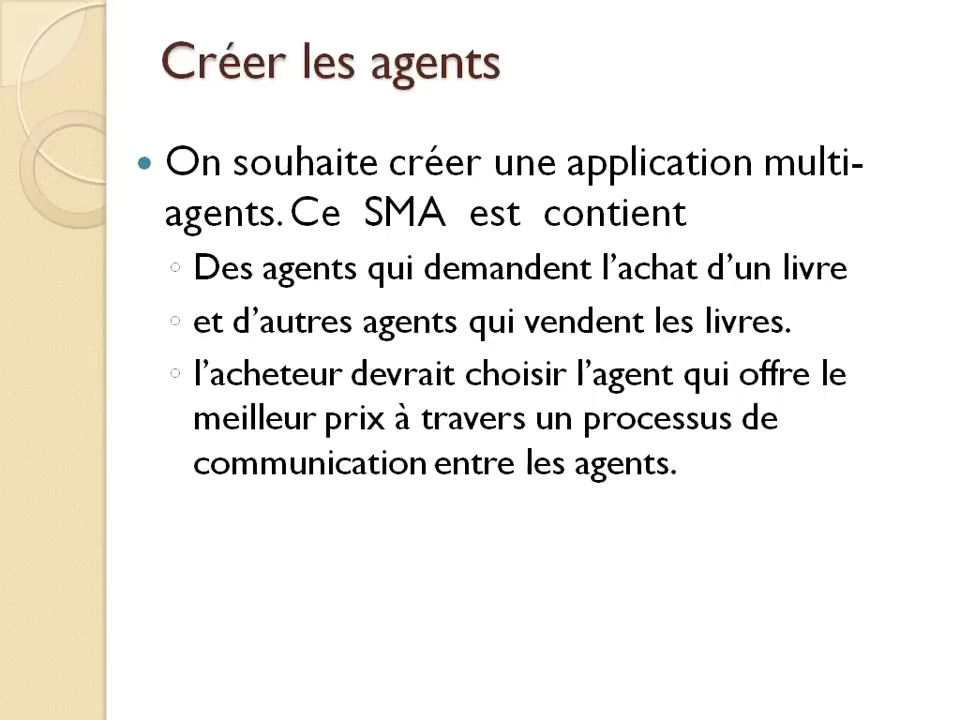 Créer les agents
• On souhaite créer une application multi-
agents. Ce SMA est contient
◦ Des agents qui demandent l’achat d’un livre
◦ et d’autres agents qui vendent les livres.
◦ l’acheteur devrait choisir l’agent qui offre le
meilleur prix à travers un processus de
communication entre les agents.